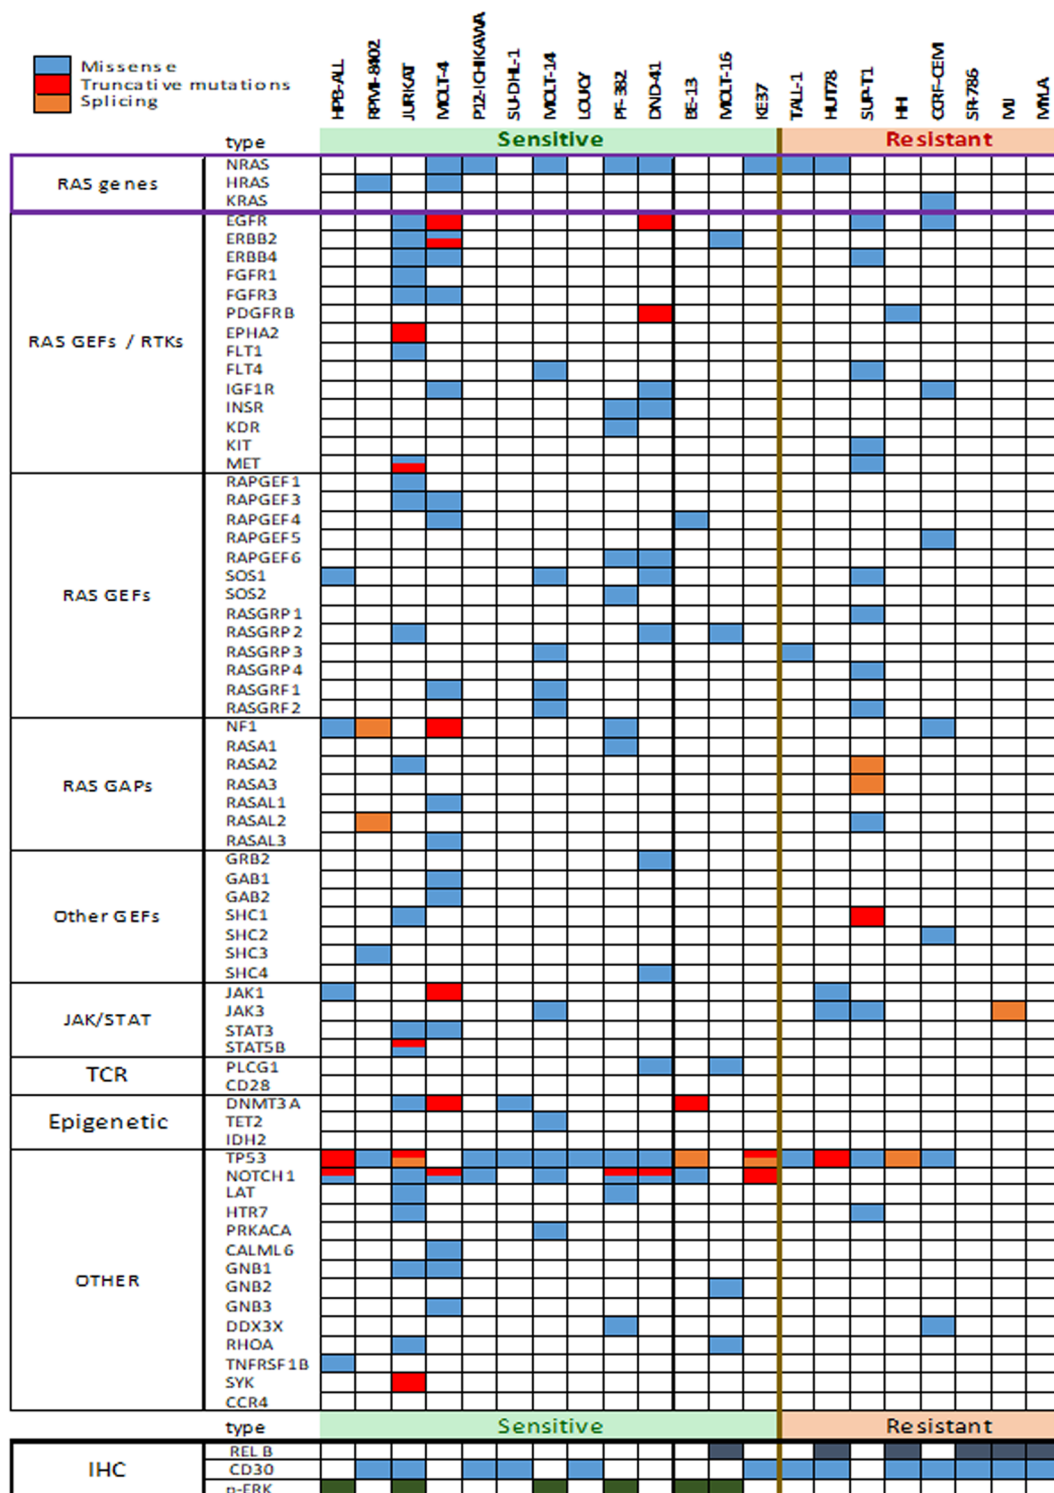 Missense
Truncative mutations
Splicing
HPB-ALL RPMI-8402 JURKAT MOLT-4 P12-ICHIKAWA SU-DHL-1 MOLT-14 LOUCY PF-382 DND-41 BE-13 MOLT-16 KE37 TALL-1 HUT78 SUP-T1 HH CCRF-CEM SR-786 MJ MYLA
type Sensitive Resistant
RAS genes
NRAS
HRAS
KRAS
RAS GEFs / RTKs
EGFR
ERBB2
ERBB4
FGFR1
FGFR3
PDGFRB
EPHA2
FLT1
FLT4
IGF1R
INSR
KDR
KIT
MET
RAS GEFs
RAPGEF1
RAPGEF3
RAPGEF4
RAPGEF5
RAPGEF6
SOS1
SOS2
RASGRP1
RASGRP2
RASGRP3
RASGRP4
RASGRF1
RASGRF2
RAS GAPs
NF1
RASA1
RASA2
RASA3
RASAL1
RASAL2
RASAL3
Other GEFs
GRB2
GAB1
GAB2
SHC1
SHC2
SHC3
SHC4
JAK/STAT
JAK1
JAK3
STAT3
STAT5B
TCR
PLCG1
CD28
Epigenetic
DNMT3A
TET2
IDH2
OTHER
TP53
NOTCH1
LAT
HTR7
PRKACA
CALML6
GNB1
GNB2
GNB3
DDX3X
RHOA
TNFRSF1B
SYK
CCR4
type Sensitive Resistant
IHC
REL B
CD30
p-ERK